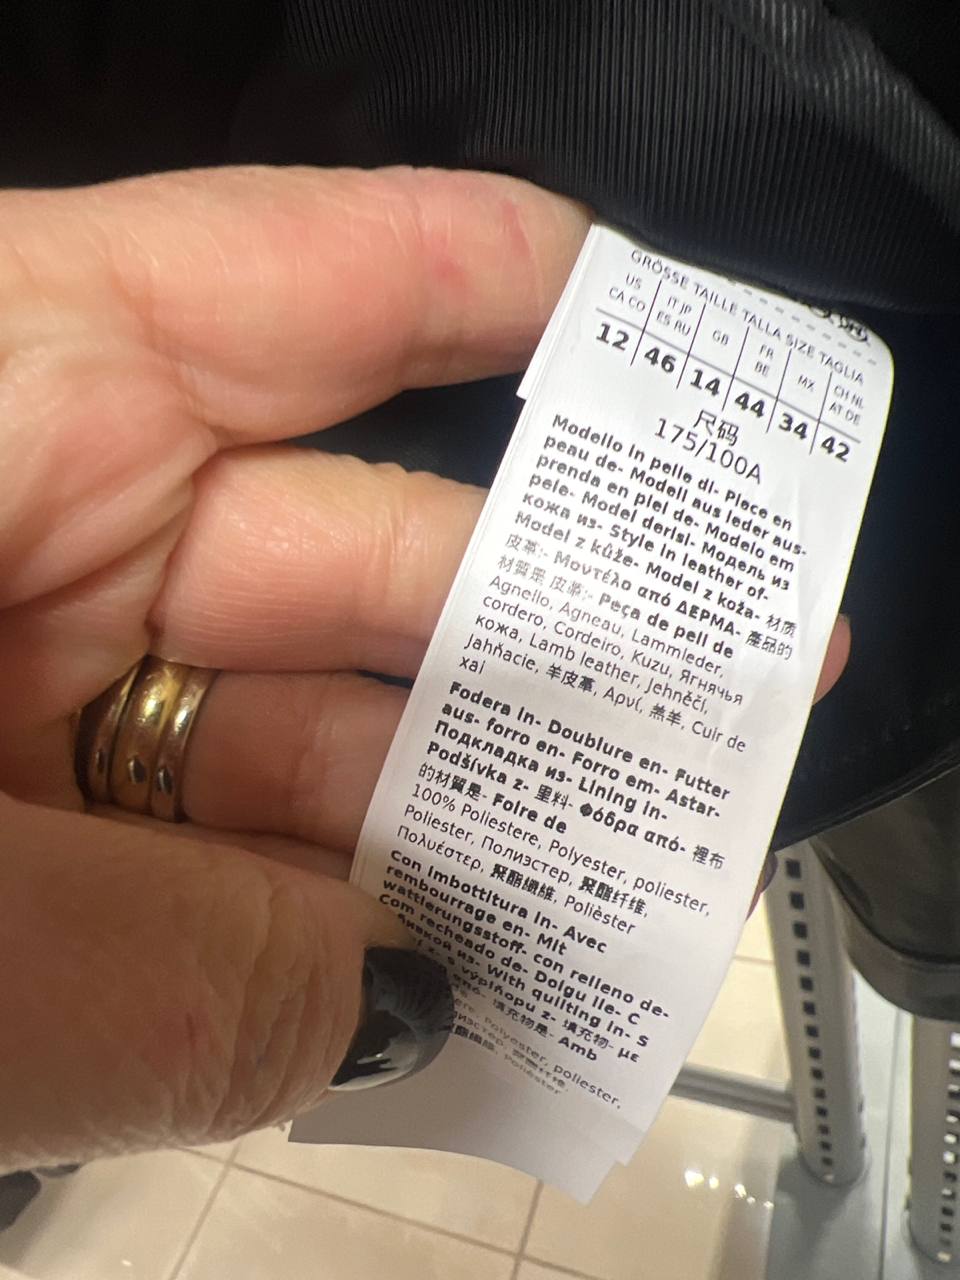 GRÖSSE TAILLE TALLA SIZE TAGLIA
US CA CO | IT JP ES RU | GB | FR BE | MX | CH NL AT DE
12 | 46 | 14 | 44 | 34 | 42
尺码
175/100A
Modello in pelle di- Piece en
peau de- Modell aus leder aus-
prenda en piel de- Modelo em
pele- Model derisi- Модель из
кожа из- Style in leather of-
Model z kůže- Model z koża- 材质
皮革:- Μοντέλο από ΔΕΡΜΑ- 產品的
材質是 皮革:- Peça de pell de
Agnello, Agneau, Lammleder,
cordero, Cordeiro, Kuzu, Ягнячья
кожа, Lamb leather, Jehněčí,
Jahňacie, 羊皮革, Αρνί, 羔羊, Cuir de
xai
Fodera in- Doublure en- Futter
aus- forro en- Forro em- Astar-
Подкладка из- Lining in-
Podšívka z- 里料- Φόδρα από- 裡布
的材質是- Foire de
100% Poliestere, Polyester, poliester,
Poliester, Полиэстер, 聚酯纤维,
Πολυέστερ, 聚酯纖維, Polièster
Con imbottitura in- Avec
rembourrage en- Mit
wattierungsstoff- con relleno de-
Com recheado de- Dolgu ile- С
бивкой из- With quilting in- S
z- s výplňopu z- 填充物- με
από- 填充物是- Amb
Polyester, poliester,
Polièster